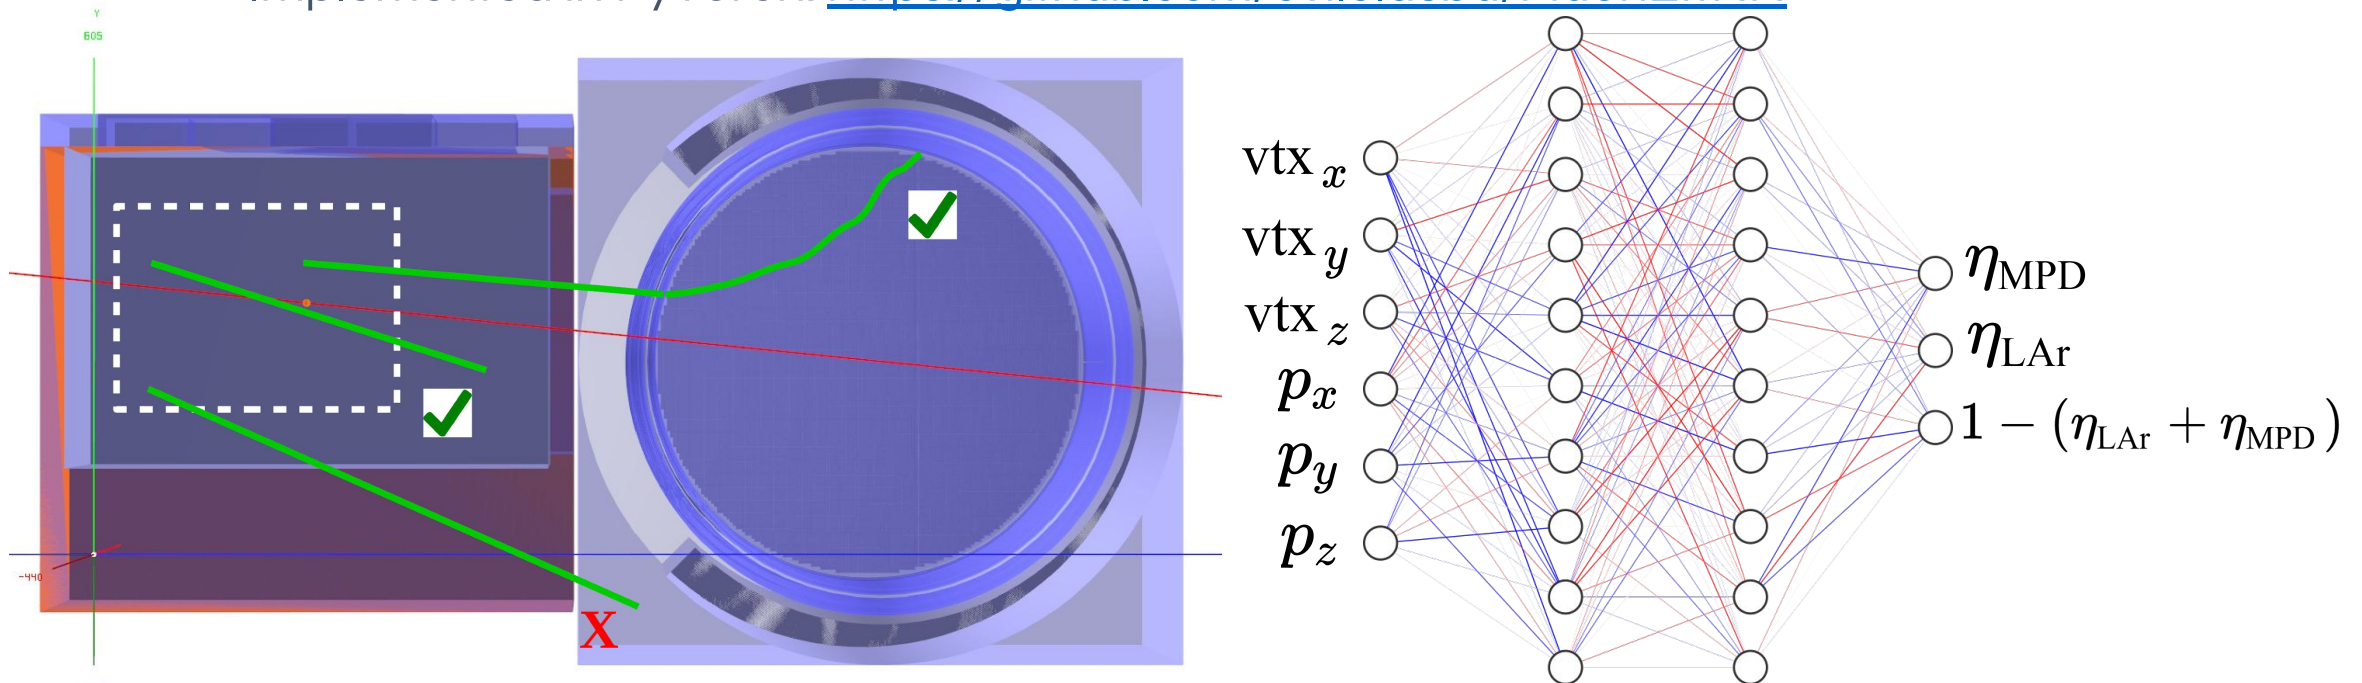 Y
605
-440
X
vtx x
vtx y
vtx z
p x
p y
p z
η MPD
η LAr
1 − (η LAr + η MPD)